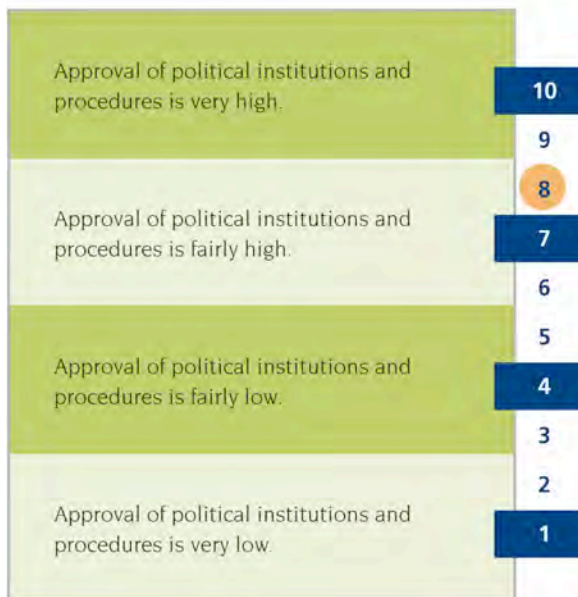 Approval of political institutions and
procedures is very high.
10
9
8
Approval of political institutions and
procedures is fairly high.
7
6
5
Approval of political institutions and
procedures is fairly low.
4
3
2
Approval of political institutions and
procedures is very low.
1